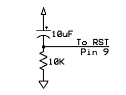 +
10uF
To RST
Pin 9
10K